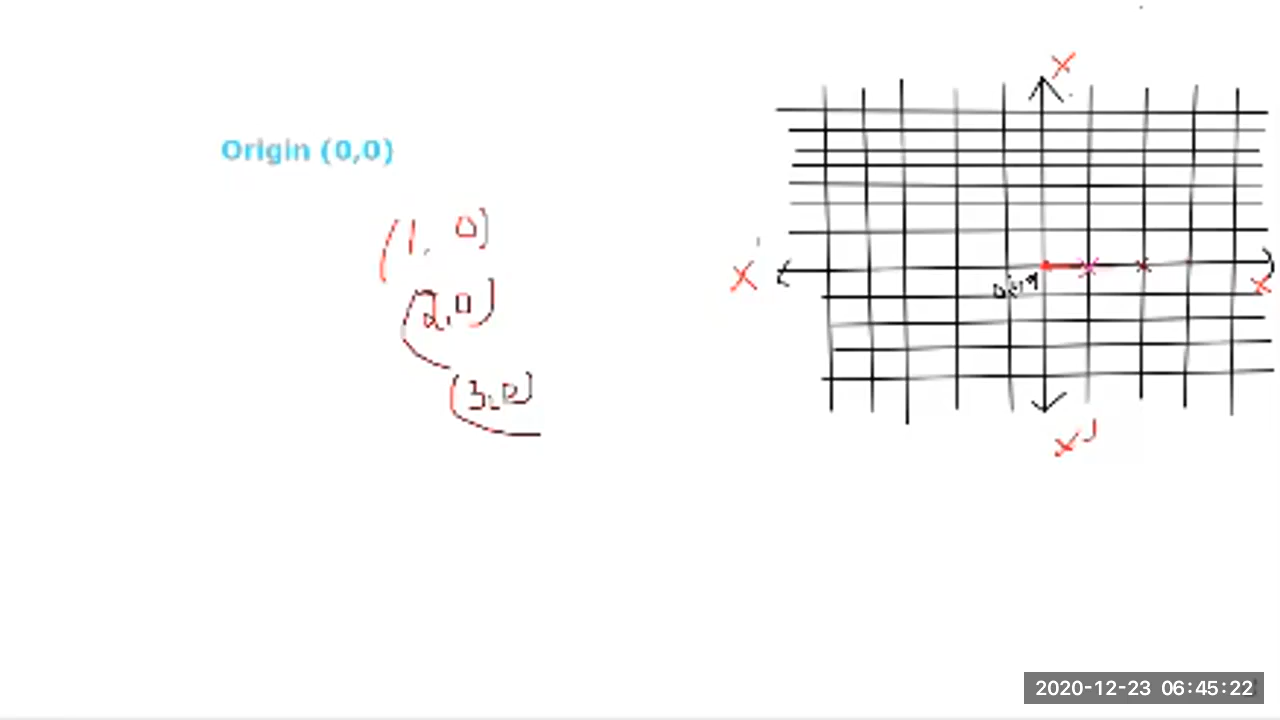 Origin (0,0)
(1, 0)
(2,0)
(3,0)
X
X'
X
X'
2020-12-23 06:45:22